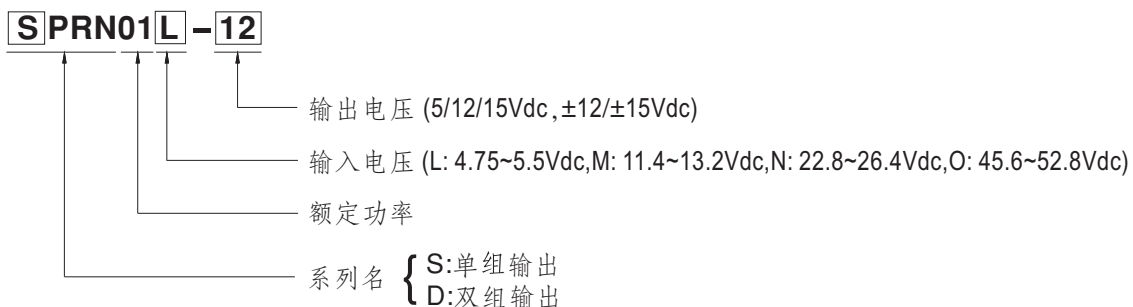 SPRN01L-12
输出电压 (5/12/15Vdc,±12/±15Vdc)
输入电压 (L: 4.75~5.5Vdc,M: 11.4~13.2Vdc,N: 22.8~26.4Vdc,O: 45.6~52.8Vdc)
额定功率
系列名 { S:单组输出
D:双组输出